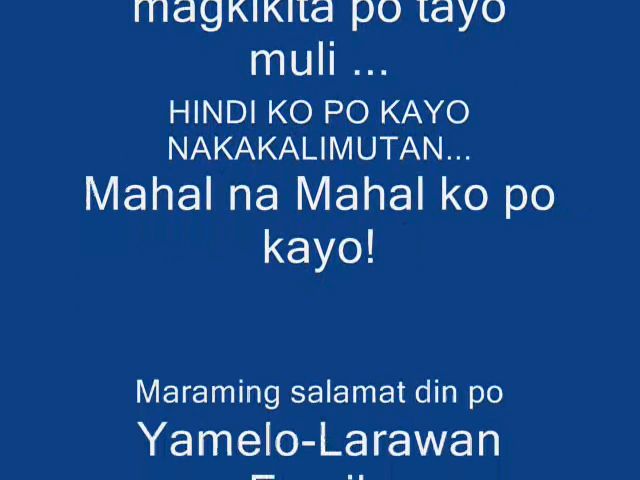 magkikita po tayo
muli ...
HINDI KO PO KAYO
NAKAKALIMUTAN...
Mahal na Mahal ko po
kayo!
Maraming salamat din po
Yamelo-Larawan